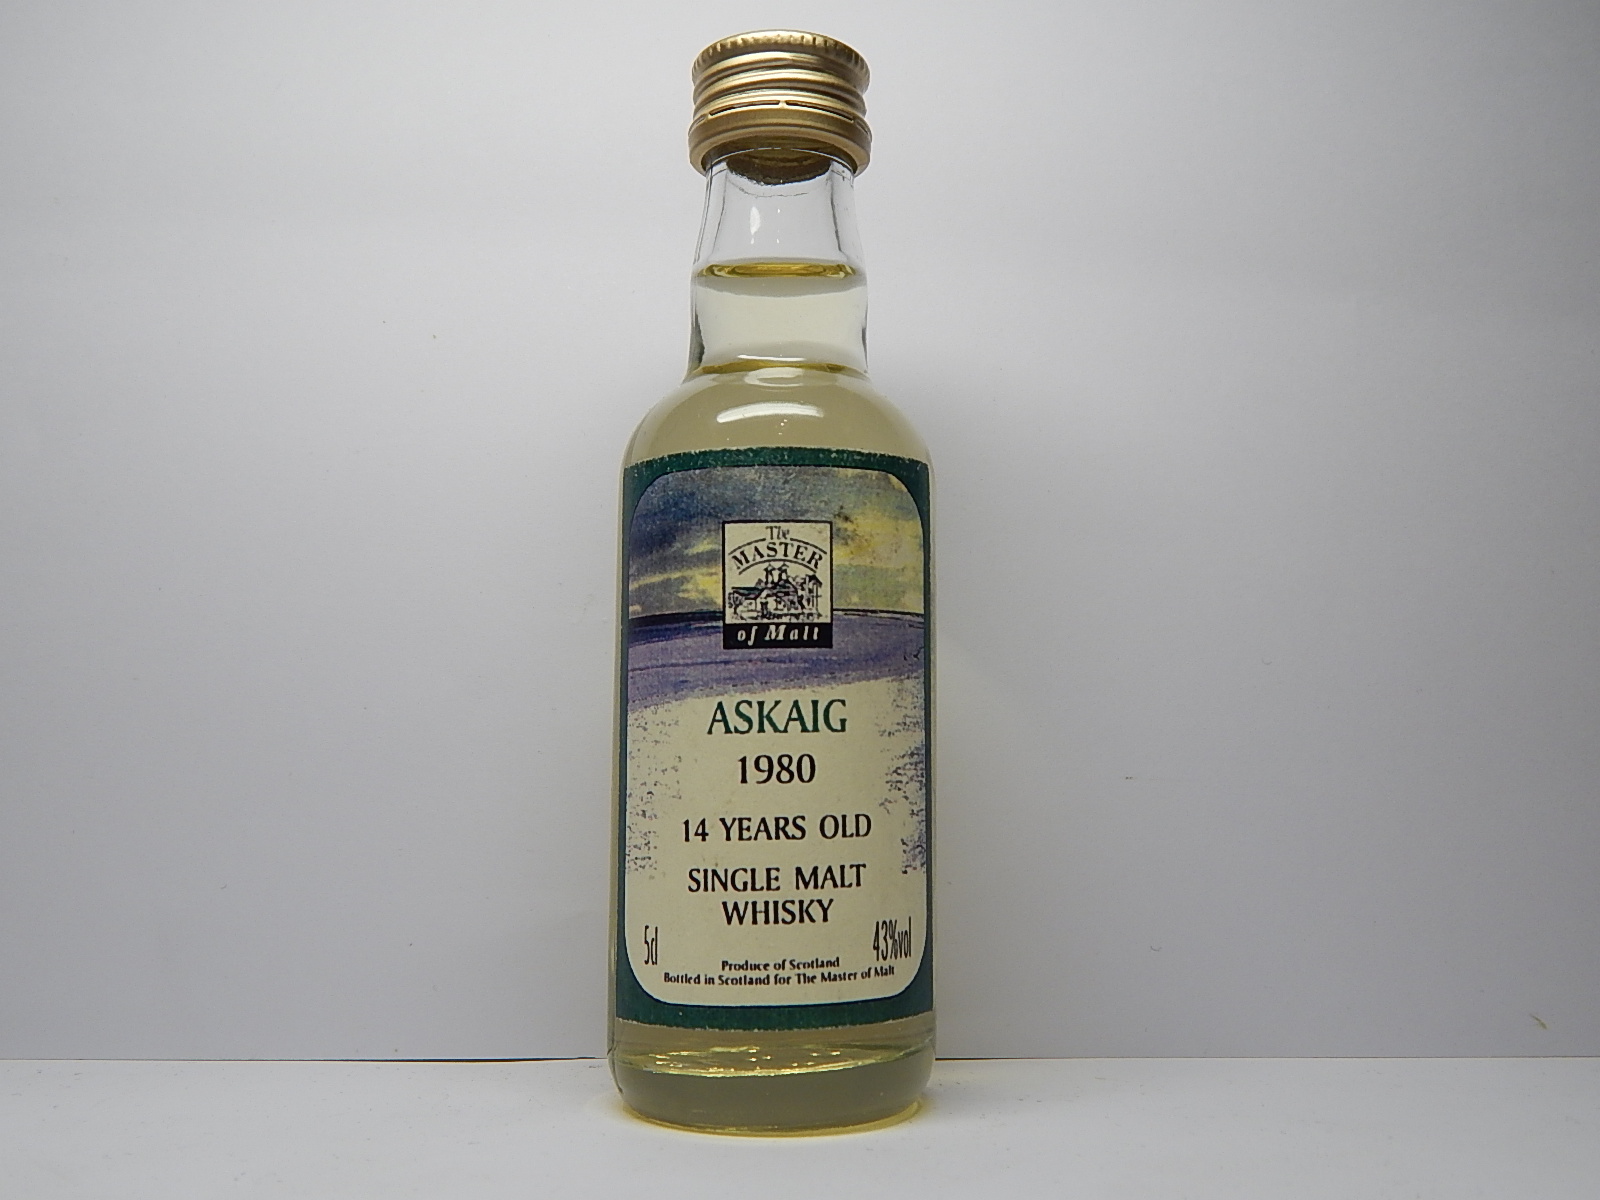 The
MASTER
of Malt
ASKAIG
1980
14 YEARS OLD
SINGLE MALT
WHISKY
5cl
43%vol
Produce of Scotland
Bottled in Scotland for The Master of Malt